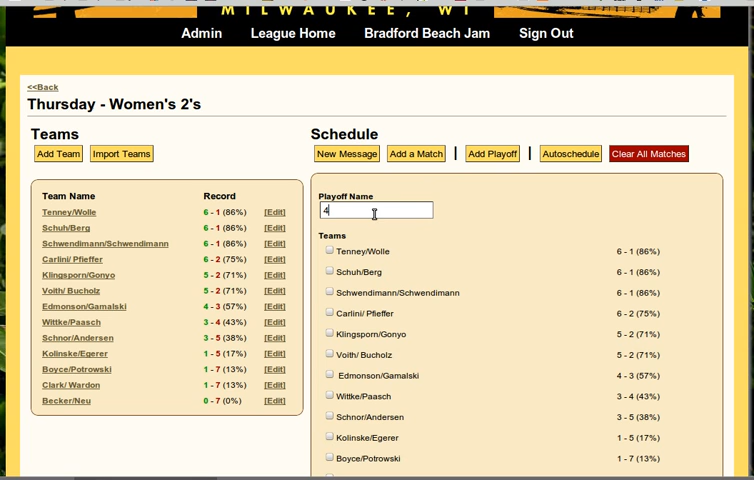 MILWAUKEE, WI
Admin League Home Bradford Beach Jam Sign Out
<<Back
Thursday - Women's 2's
Teams
Add Team Import Teams
Team Name Record
Tenney/Wolle 6 - 1 (86%) [Edit]
Schuh/Berg 6 - 1 (86%) [Edit]
Schwendimann/Schwendimann 6 - 1 (86%) [Edit]
Carlini/ Pfieffer 6 - 2 (75%) [Edit]
Klingsporn/Gonyo 5 - 2 (71%) [Edit]
Voith/ Bucholz 5 - 2 (71%) [Edit]
Edmonson/Gamalski 4 - 3 (57%) [Edit]
Wittke/Paasch 3 - 4 (43%) [Edit]
Schnor/Andersen 3 - 5 (38%) [Edit]
Kolinske/Egerer 1 - 5 (17%) [Edit]
Boyce/Potrowski 1 - 7 (13%) [Edit]
Clark/ Wardon 1 - 7 (13%) [Edit]
Becker/Neu 0 - 7 (0%) [Edit]
Schedule
New Message Add a Match | Add Playoff | Autoschedule Clear All Matches
Playoff Name
4
Teams
Tenney/Wolle 6 - 1 (86%)
Schuh/Berg 6 - 1 (86%)
Schwendimann/Schwendimann 6 - 1 (86%)
Carlini/ Pfieffer 6 - 2 (75%)
Klingsporn/Gonyo 5 - 2 (71%)
Voith/ Bucholz 5 - 2 (71%)
Edmonson/Gamalski 4 - 3 (57%)
Wittke/Paasch 3 - 4 (43%)
Schnor/Andersen 3 - 5 (38%)
Kolinske/Egerer 1 - 5 (17%)
Boyce/Potrowski 1 - 7 (13%)